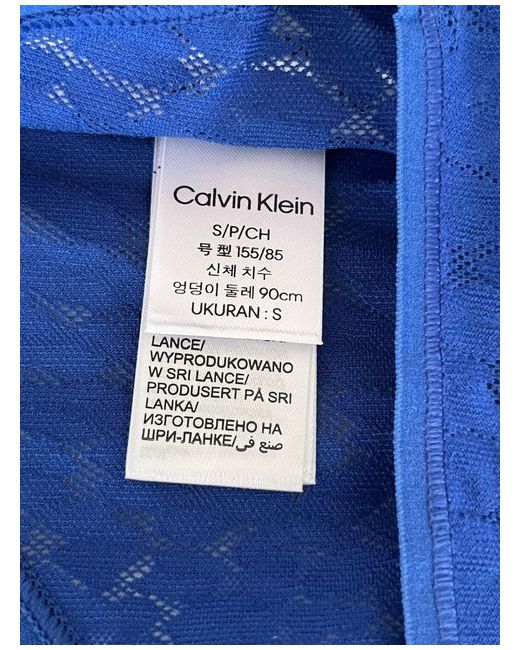 Calvin Klein
S/P/CH
号型 155/85
신체 치수
엉덩이 둘레 90cm
UKURAN : S
LANCE/
WYPRODUKOWANO
W SRI LANCE/
PRODUSERT PÅ SRI
LANKA/
ИЗГОТОВЛЕНО НА
ШРИ-ЛАНКЕ/صنع في